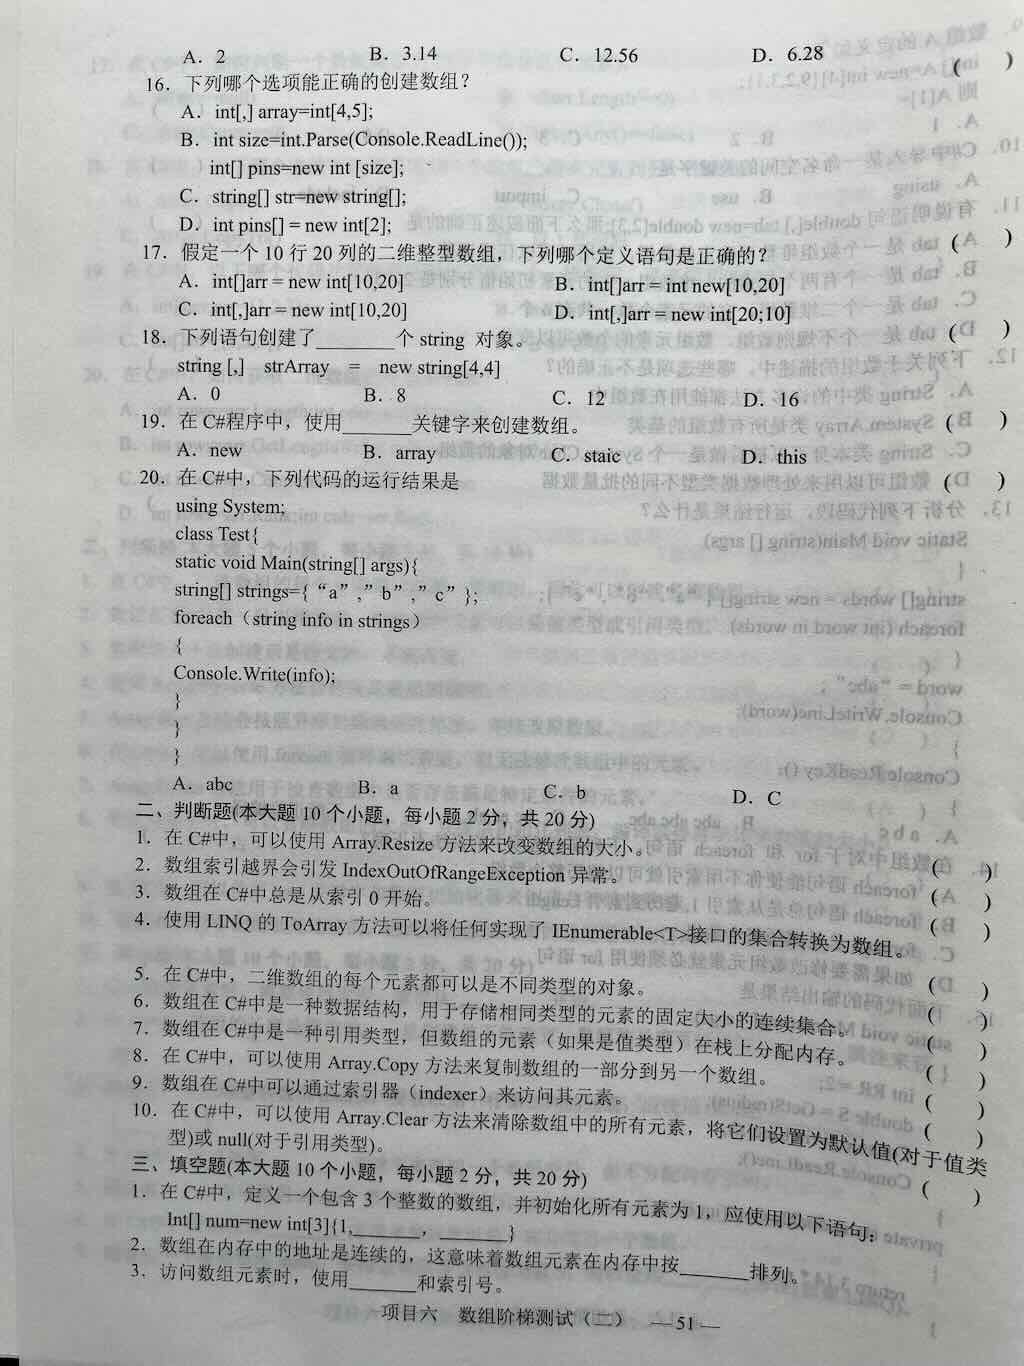 A．2 B．3.14 C．12.56 D．6.28
16．下列哪个选项能正确的创建数组？ ( )
A．int[,] array=int[4,5];
B．int size=int.Parse(Console.ReadLine());
int[] pins=new int [size];
C．string[] str=new string[];
D．int pins[] = new int[2];
17．假定一个 10 行 20 列的二维整型数组，下列哪个定义语句是正确的？ ( )
A．int[]arr = new int[10,20] B．int[]arr = int new[10,20]
C．int[,]arr = new int[10,20] D．int[,]arr = new int[20;10]
18．下列语句创建了_______个 string 对象。 ( )
string [,] strArray = new string[4,4]
A．0 B．8 C．12 D．16
19．在 C#程序中，使用_______关键字来创建数组。 ( )
A．new B．array C．staic D．this
20．在 C#中，下列代码的运行结果是 ( )
using System;
class Test{
static void Main(string[] args){
string[] strings={“a”,”b”,”c”};
foreach（string info in strings）
{
Console.Write(info);
}
}
}
A．abc B．a C．b D．C
二、判断题(本大题 10 个小题，每小题 2 分，共 20 分)
1．在 C#中，可以使用 Array.Resize 方法来改变数组的大小。 ( )
2．数组索引越界会引发 IndexOutOfRangeException 异常。 ( )
3．数组在 C#中总是从索引 0 开始。 ( )
4．使用 LINQ 的 ToArray 方法可以将任何实现了 IEnumerable<T>接口的集合转换为数组。
( )
5．在 C#中，二维数组的每个元素都可以是不同类型的对象。 ( )
6．数组在 C#中是一种数据结构，用于存储相同类型的元素的固定大小的连续集合。 ( )
7．数组在 C#中是一种引用类型，但数组的元素（如果是值类型）在栈上分配内存。 ( )
8．在 C#中，可以使用 Array.Copy 方法来复制数组的一部分到另一个数组。 ( )
9．数组在 C#中可以通过索引器（indexer）来访问其元素。 ( )
10．在 C#中，可以使用 Array.Clear 方法来清除数组中的所有元素，将它们设置为默认值(对于值类
型)或 null(对于引用类型)。 ( )
三、填空题(本大题 10 个小题，每小题 2 分，共 20 分)
1．在 C#中，定义一个包含 3 个整数的数组，并初始化所有元素为 1，应使用以下语句：
Int[] num=new int[3]{1,_______，_______}
2．数组在内存中的地址是连续的，这意味着数组元素在内存中按_______排列。
3．访问数组元素时，使用_______和索引号。
项目六 数组阶梯测试（二） — 51 —